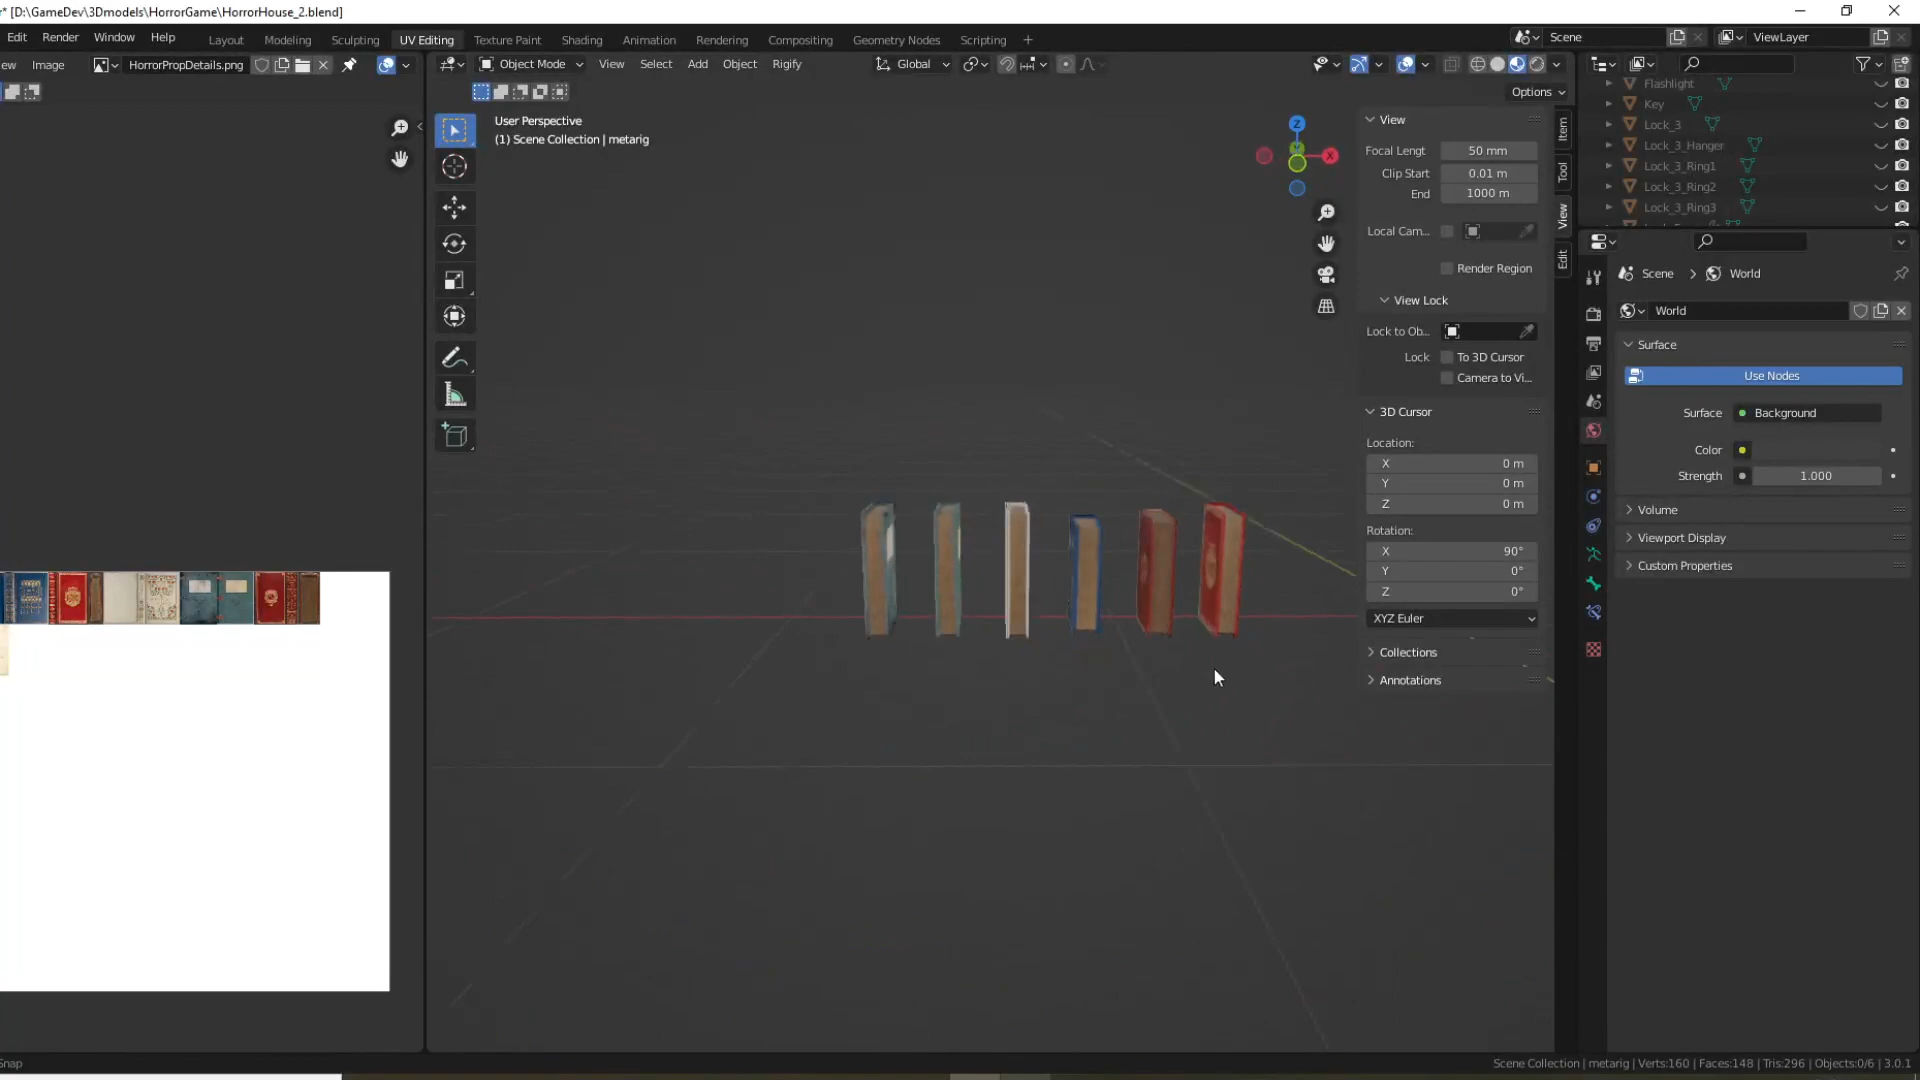 r* [D:\GameDev\3Dmodels\HorrorGame\HorrorHouse_2.blend]
Edit Render Window Help
Layout Modeling Sculpting UV Editing Texture Paint Shading Animation Rendering Compositing Geometry Nodes Scripting
Scene
ViewLayer
ew Image
HorrorPropDetails.png
Object Mode
View Select Add Object Rigify
Global
Options
User Perspective
(1) Scene Collection | metarig
Z
X
View
Focal Lengt 50 mm
Clip Start 0.01 m
End 1000 m
Local Cam...
Render Region
View Lock
Lock to Ob...
Lock To 3D Cursor
Camera to Vi...
3D Cursor
Location:
X 0 m
Y 0 m
Z 0 m
Rotation:
X 90°
Y 0°
Z 0°
XYZ Euler
Collections
Annotations
Item
Tool
View
Edit
Flashlight
Key
Lock_3
Lock_3_Hanger
Lock_3_Ring1
Lock_3_Ring2
Lock_3_Ring3
Scene World
World
Surface
Use Nodes
Surface Background
Color
Strength 1.000
Volume
Viewport Display
Custom Properties
Snap
Scene Collection | metarig | Verts:160 | Faces:148 | Tris:296 | Objects:0/6 | 3.0.1